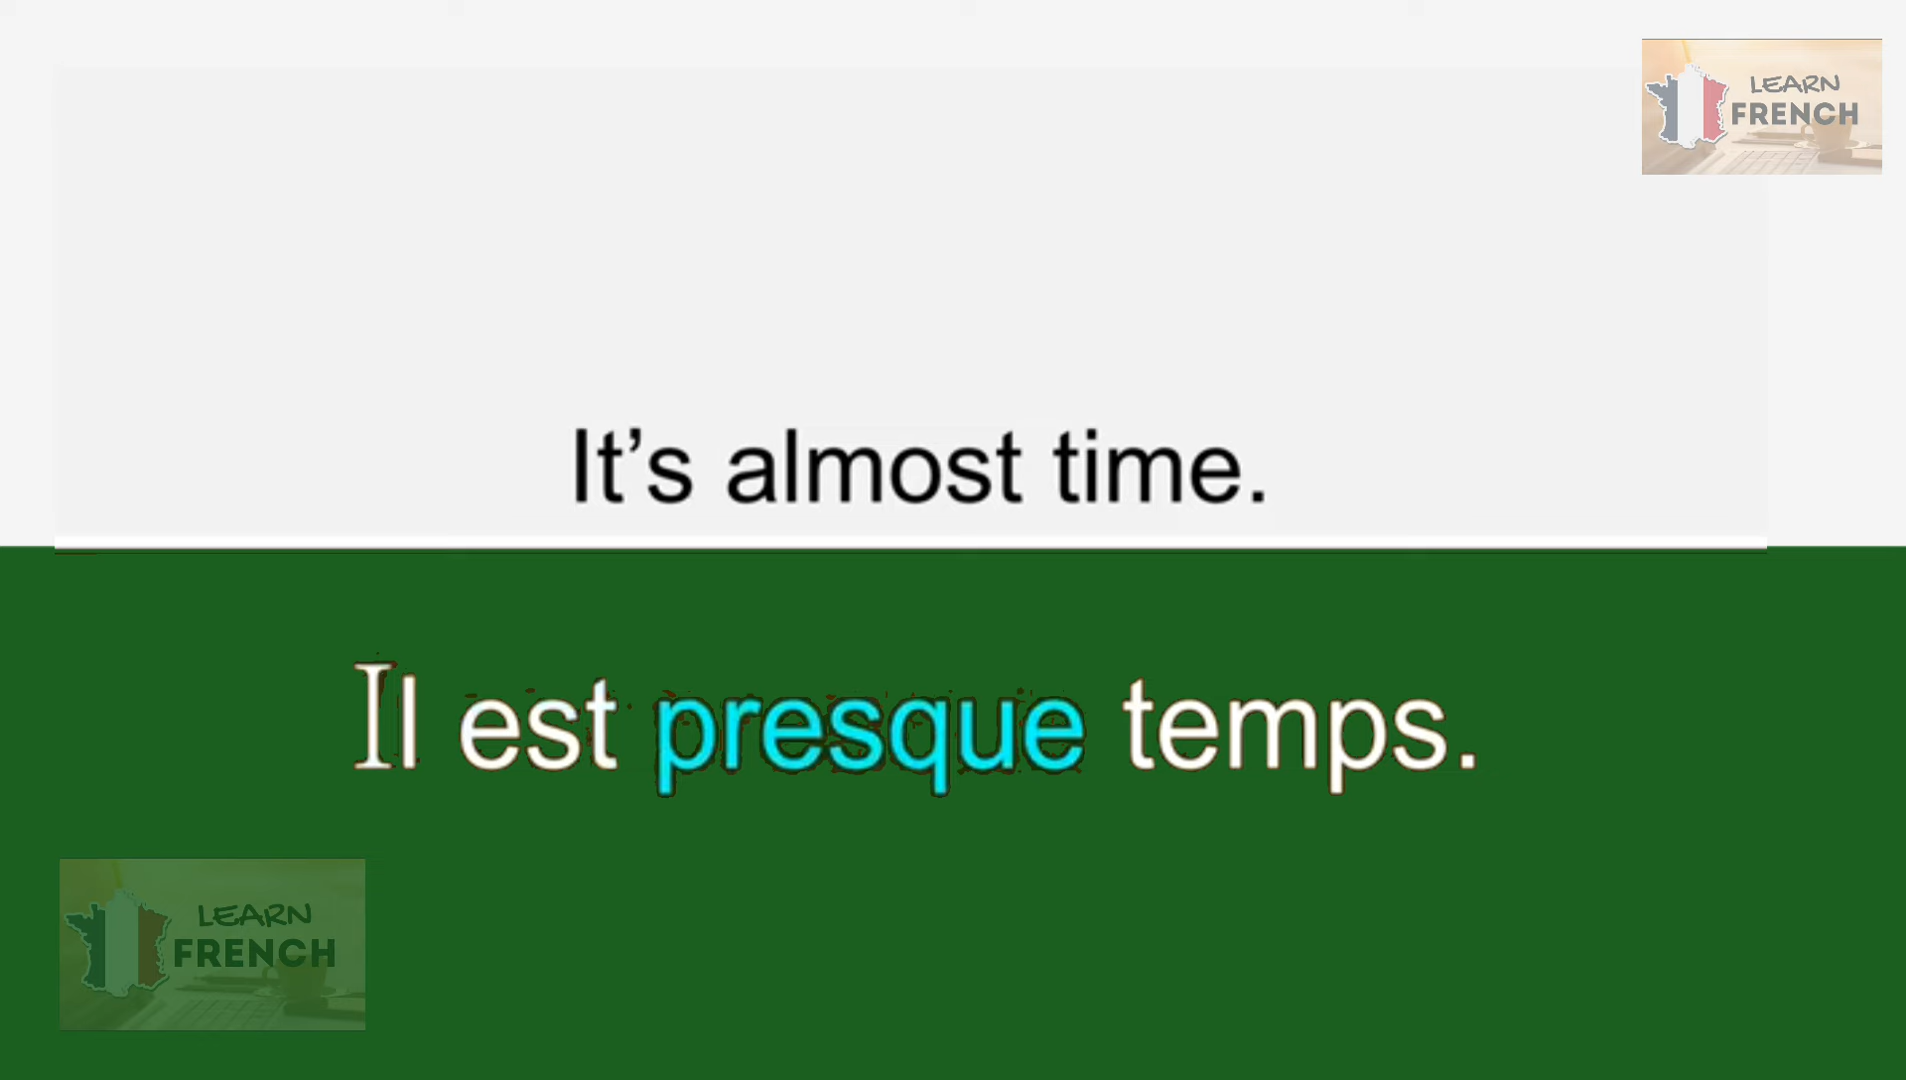 LEARN
FRENCH
It’s almost time.
Il est presque temps.
LEARN
FRENCH